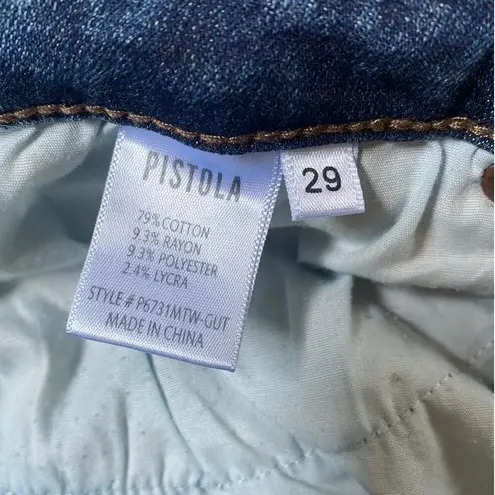 PISTOLA
79% COTTON
9.3% RAYON
9.3% POLYESTER
2.4% LYCRA
STYLE # P6731MTW-GUT
MADE IN CHINA
29